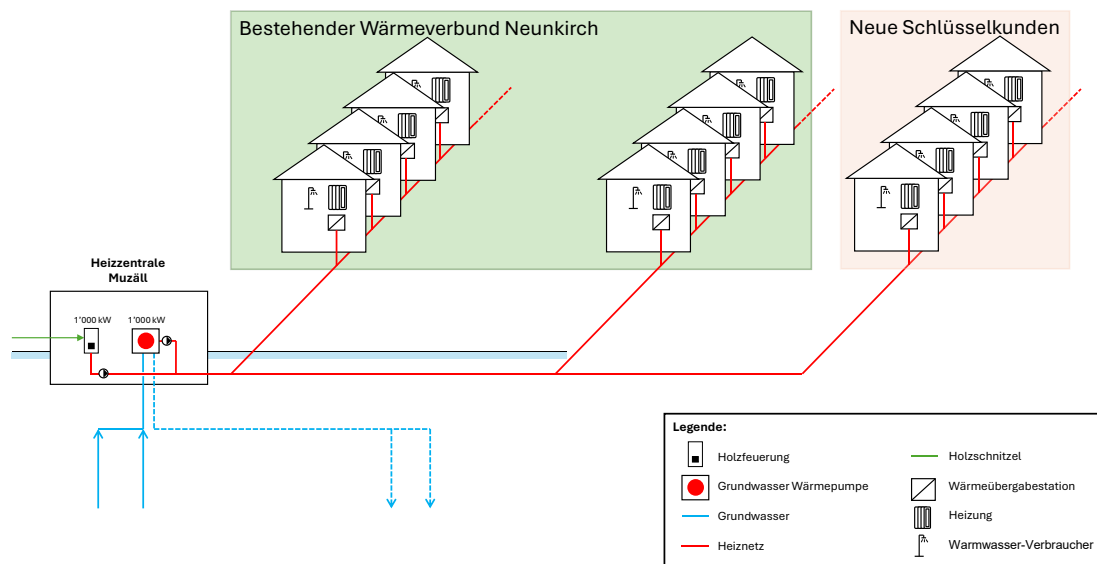 Bestehender Wärmeverbund Neunkirch
Neue Schlüsselkunden
Heizzentrale
Muzäll
1'000 kW
1'000 kW
Legende:
Holzfeuerung
Holzschnitzel
Grundwasser Wärmepumpe
Wärmeübergabestation
Grundwasser
Heizung
Heiznetz
Warmwasser-Verbraucher